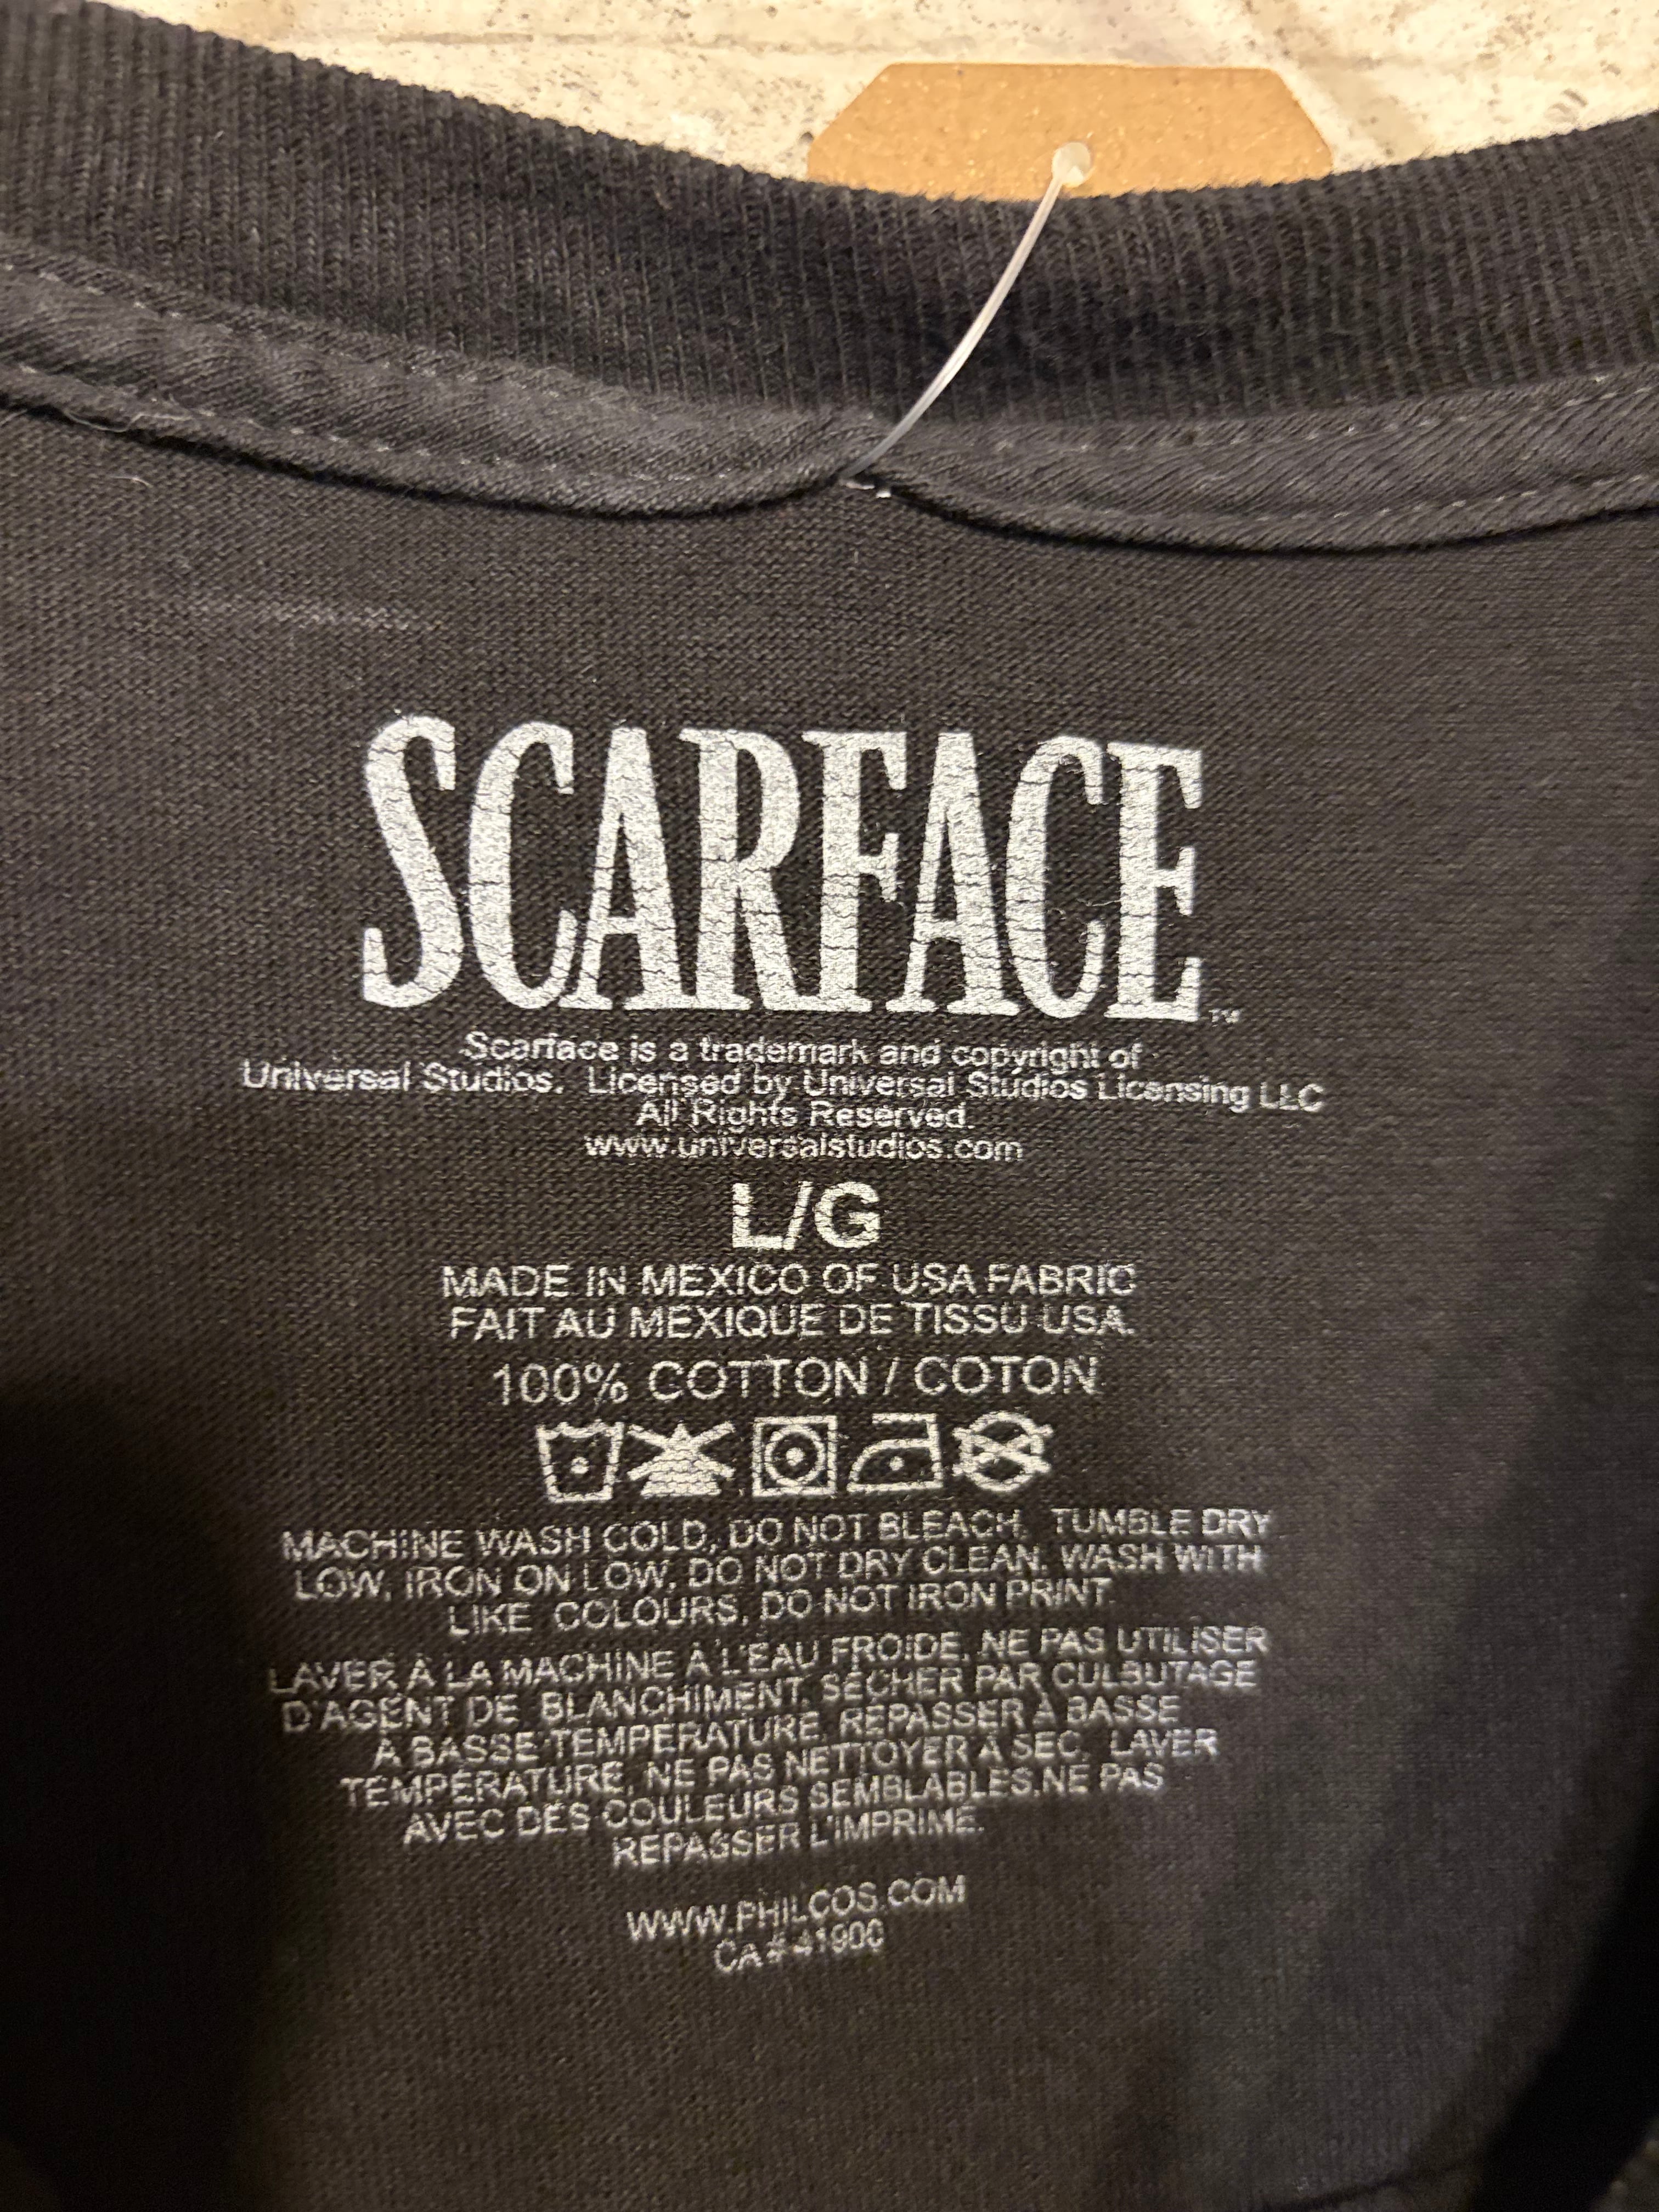 SCARFACE™
Scarface is a trademark and copyright of
Universal Studios. Licensed by Universal Studios Licensing LLC
All Rights Reserved.
www.universalstudios.com
L/G
MADE IN MEXICO OF USA FABRIC
FAIT AU MEXIQUE DE TISSU USA.
100% COTTON / COTON
MACHINE WASH COLD, DO NOT BLEACH, TUMBLE DRY
LOW, IRON ON LOW, DO NOT DRY CLEAN. WASH WITH
LIKE COLOURS, DO NOT IRON PRINT.
LAVER À LA MACHINE À L'EAU FROIDE, NE PAS UTILISER
D'AGENT DE BLANCHIMENT, SÉCHER PAR CULBUTAGE
À BASSE TEMPÉRATURE, REPASSER À BASSE
TEMPÉRATURE, NE PAS NETTOYER À SEC, LAVER
AVEC DES COULEURS SEMBLABLES, NE PAS
REPASSER L'IMPRIMÉ.
WWW.PHILCOS.COM
CA# 41900